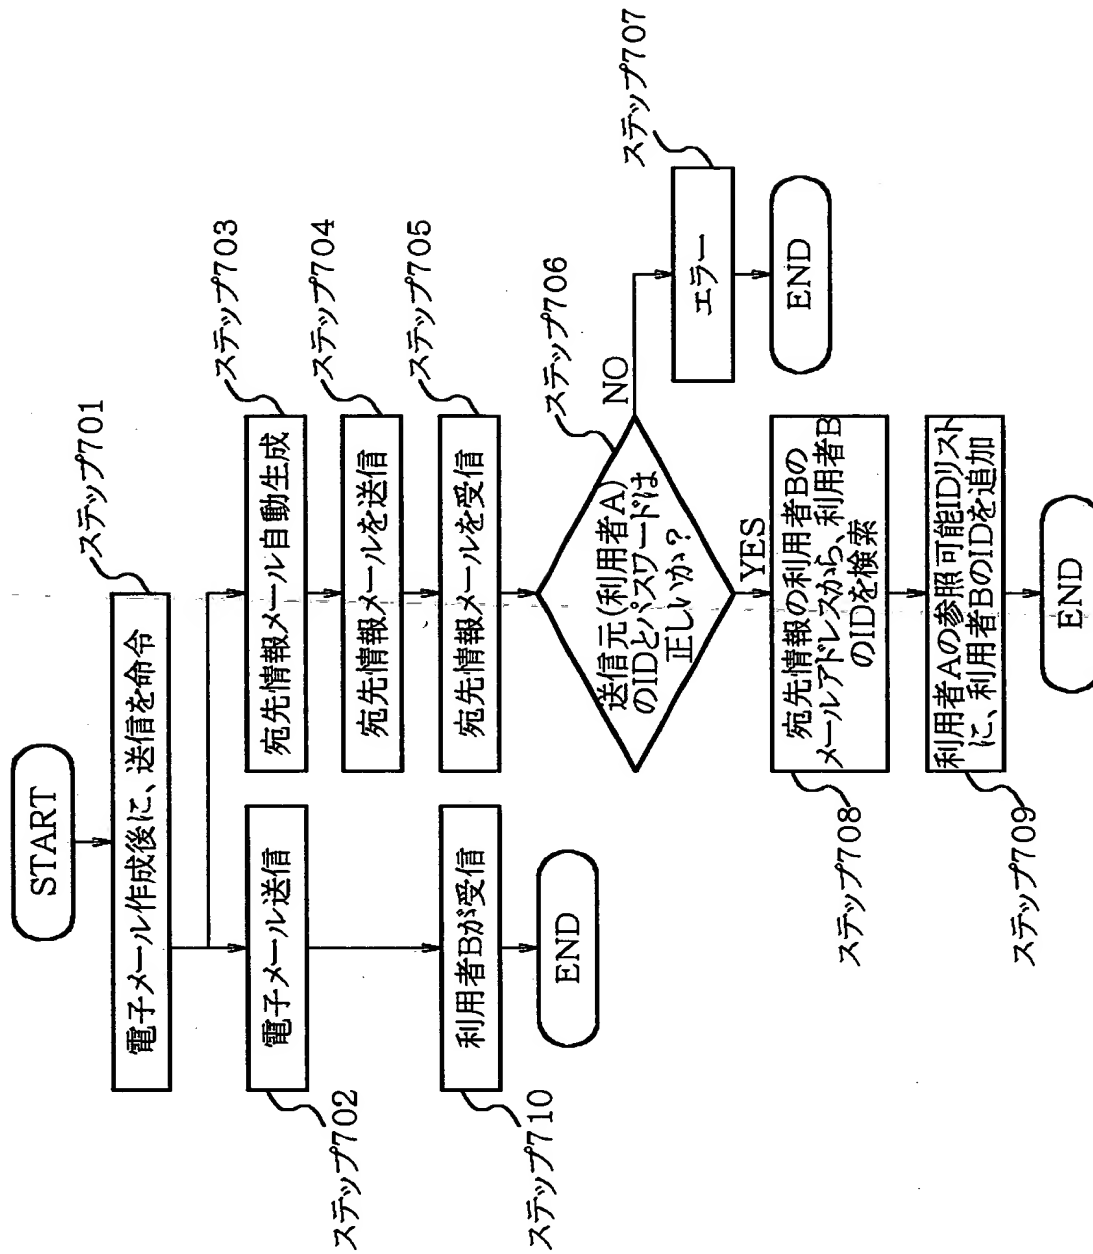 START
ステップ701
電子メール作成後に、送信を命令
ステップ702
電子メール送信
ステップ710
利用者Bが受信
END
ステップ703
宛先情報メール自動生成
ステップ704
宛先情報メールを送信
ステップ705
宛先情報メールを受信
ステップ706
送信元(利用者A)
のIDとパスワードは
正しいか?
NO
ステップ707
エラー
END
YES
ステップ708
宛先情報の利用者Bの
メールアドレスから、利用者B
のIDを検索
ステップ709
利用者Aの参照可能IDリスト
に、利用者BのIDを追加
END